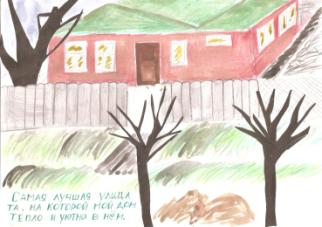 Самая лучшая улица
та, на которой мой дом
тепло и уютно в нём.